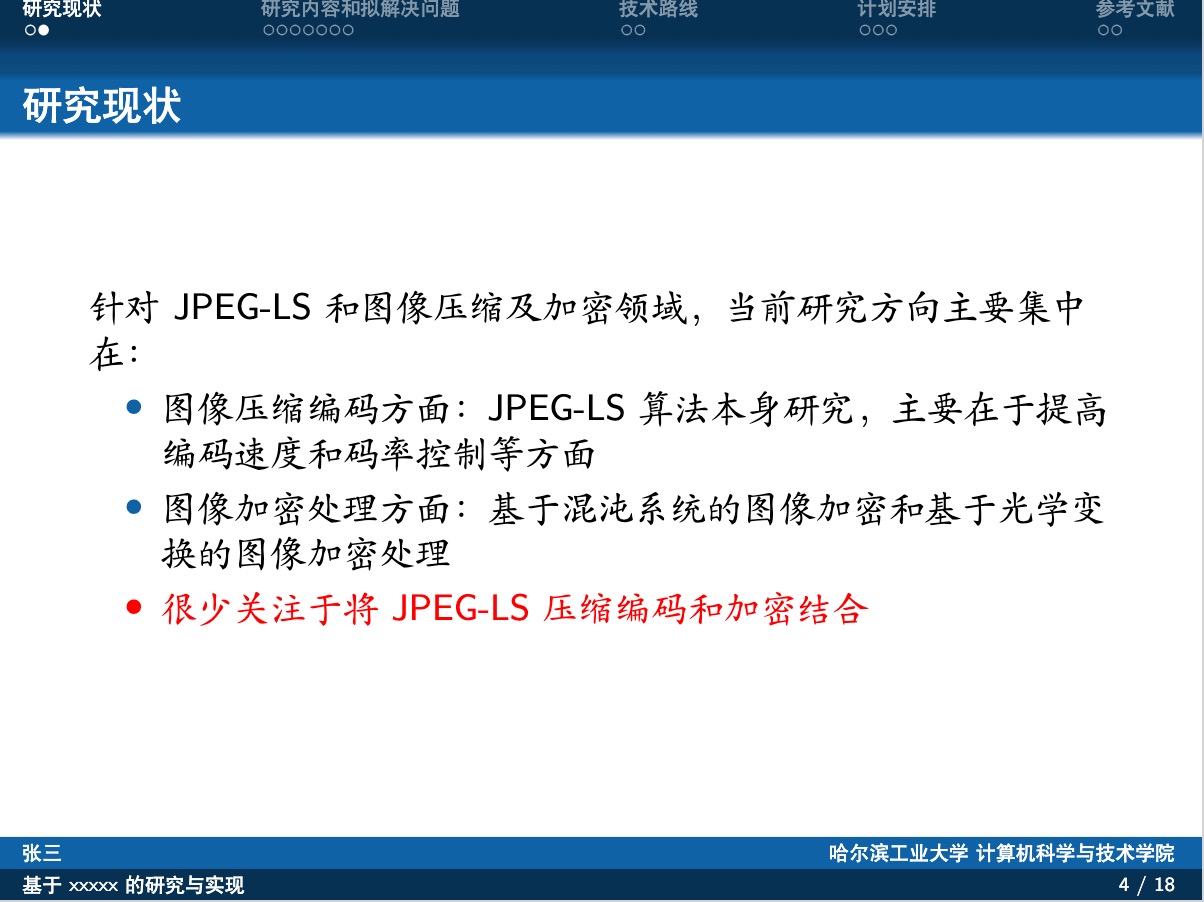 研究现状 研究内容和拟解决问题 技术路线 计划安排 参考文献
研究现状
针对 JPEG-LS 和图像压缩及加密领域，当前研究方向主要集中
在：
图像压缩编码方面：JPEG-LS 算法本身研究，主要在于提高
编码速度和码率控制等方面
图像加密处理方面：基于混沌系统的图像加密和基于光学变
换的图像加密处理
很少关注于将 JPEG-LS 压缩编码和加密结合
张三 哈尔滨工业大学 计算机科学与技术学院
基于 xxxxx 的研究与实现 4 / 18